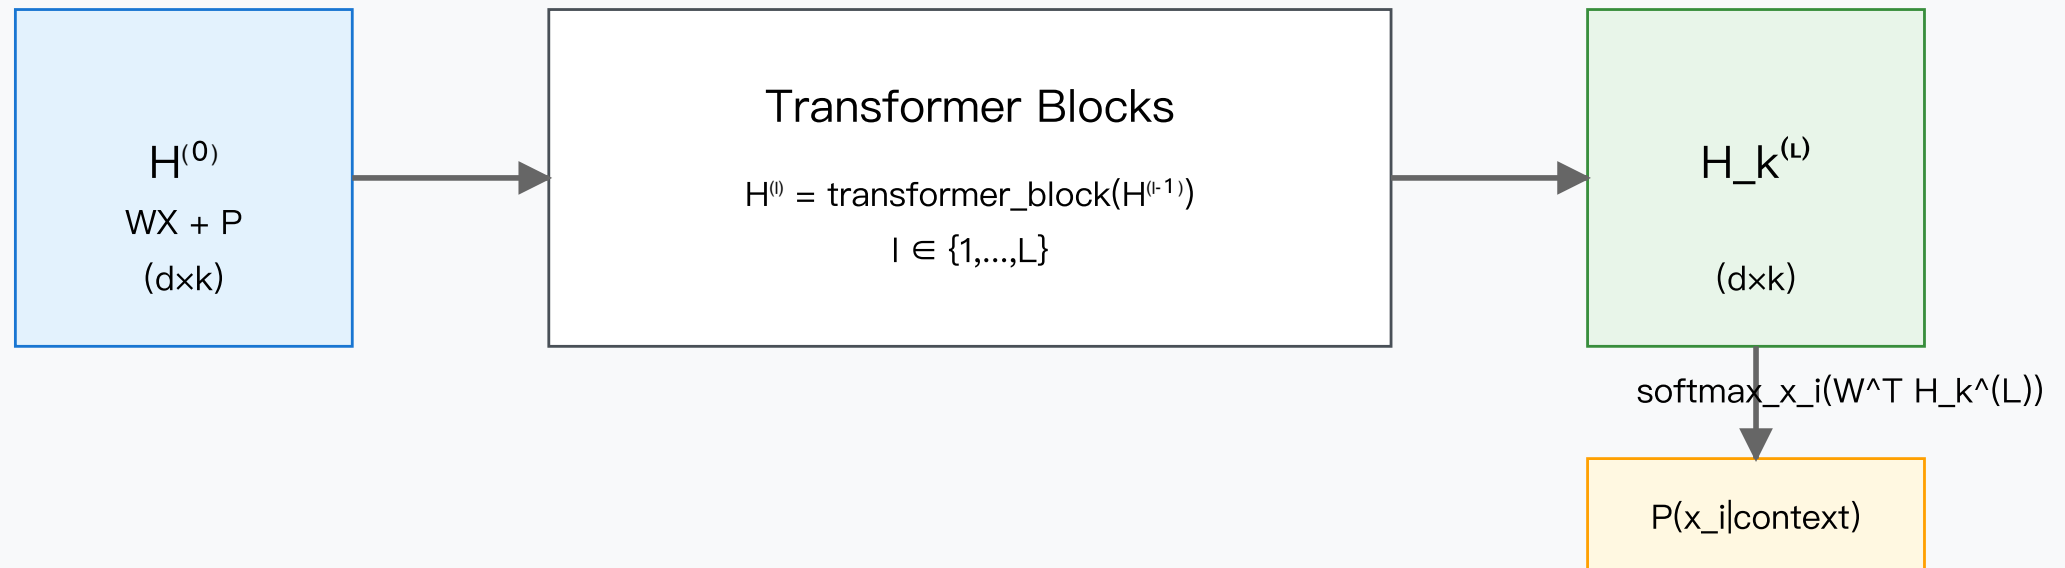 H⁽⁰⁾
WX + P
(d×k)
Transformer Blocks
H⁽ˡ⁾ = transformer_block(H⁽ˡ⁻¹⁾)
l ∈ {1,...,L}
H_k⁽ᴸ⁾
(d×k)
softmax_x_i(W^T H_k^(L))
P(x_i|context)